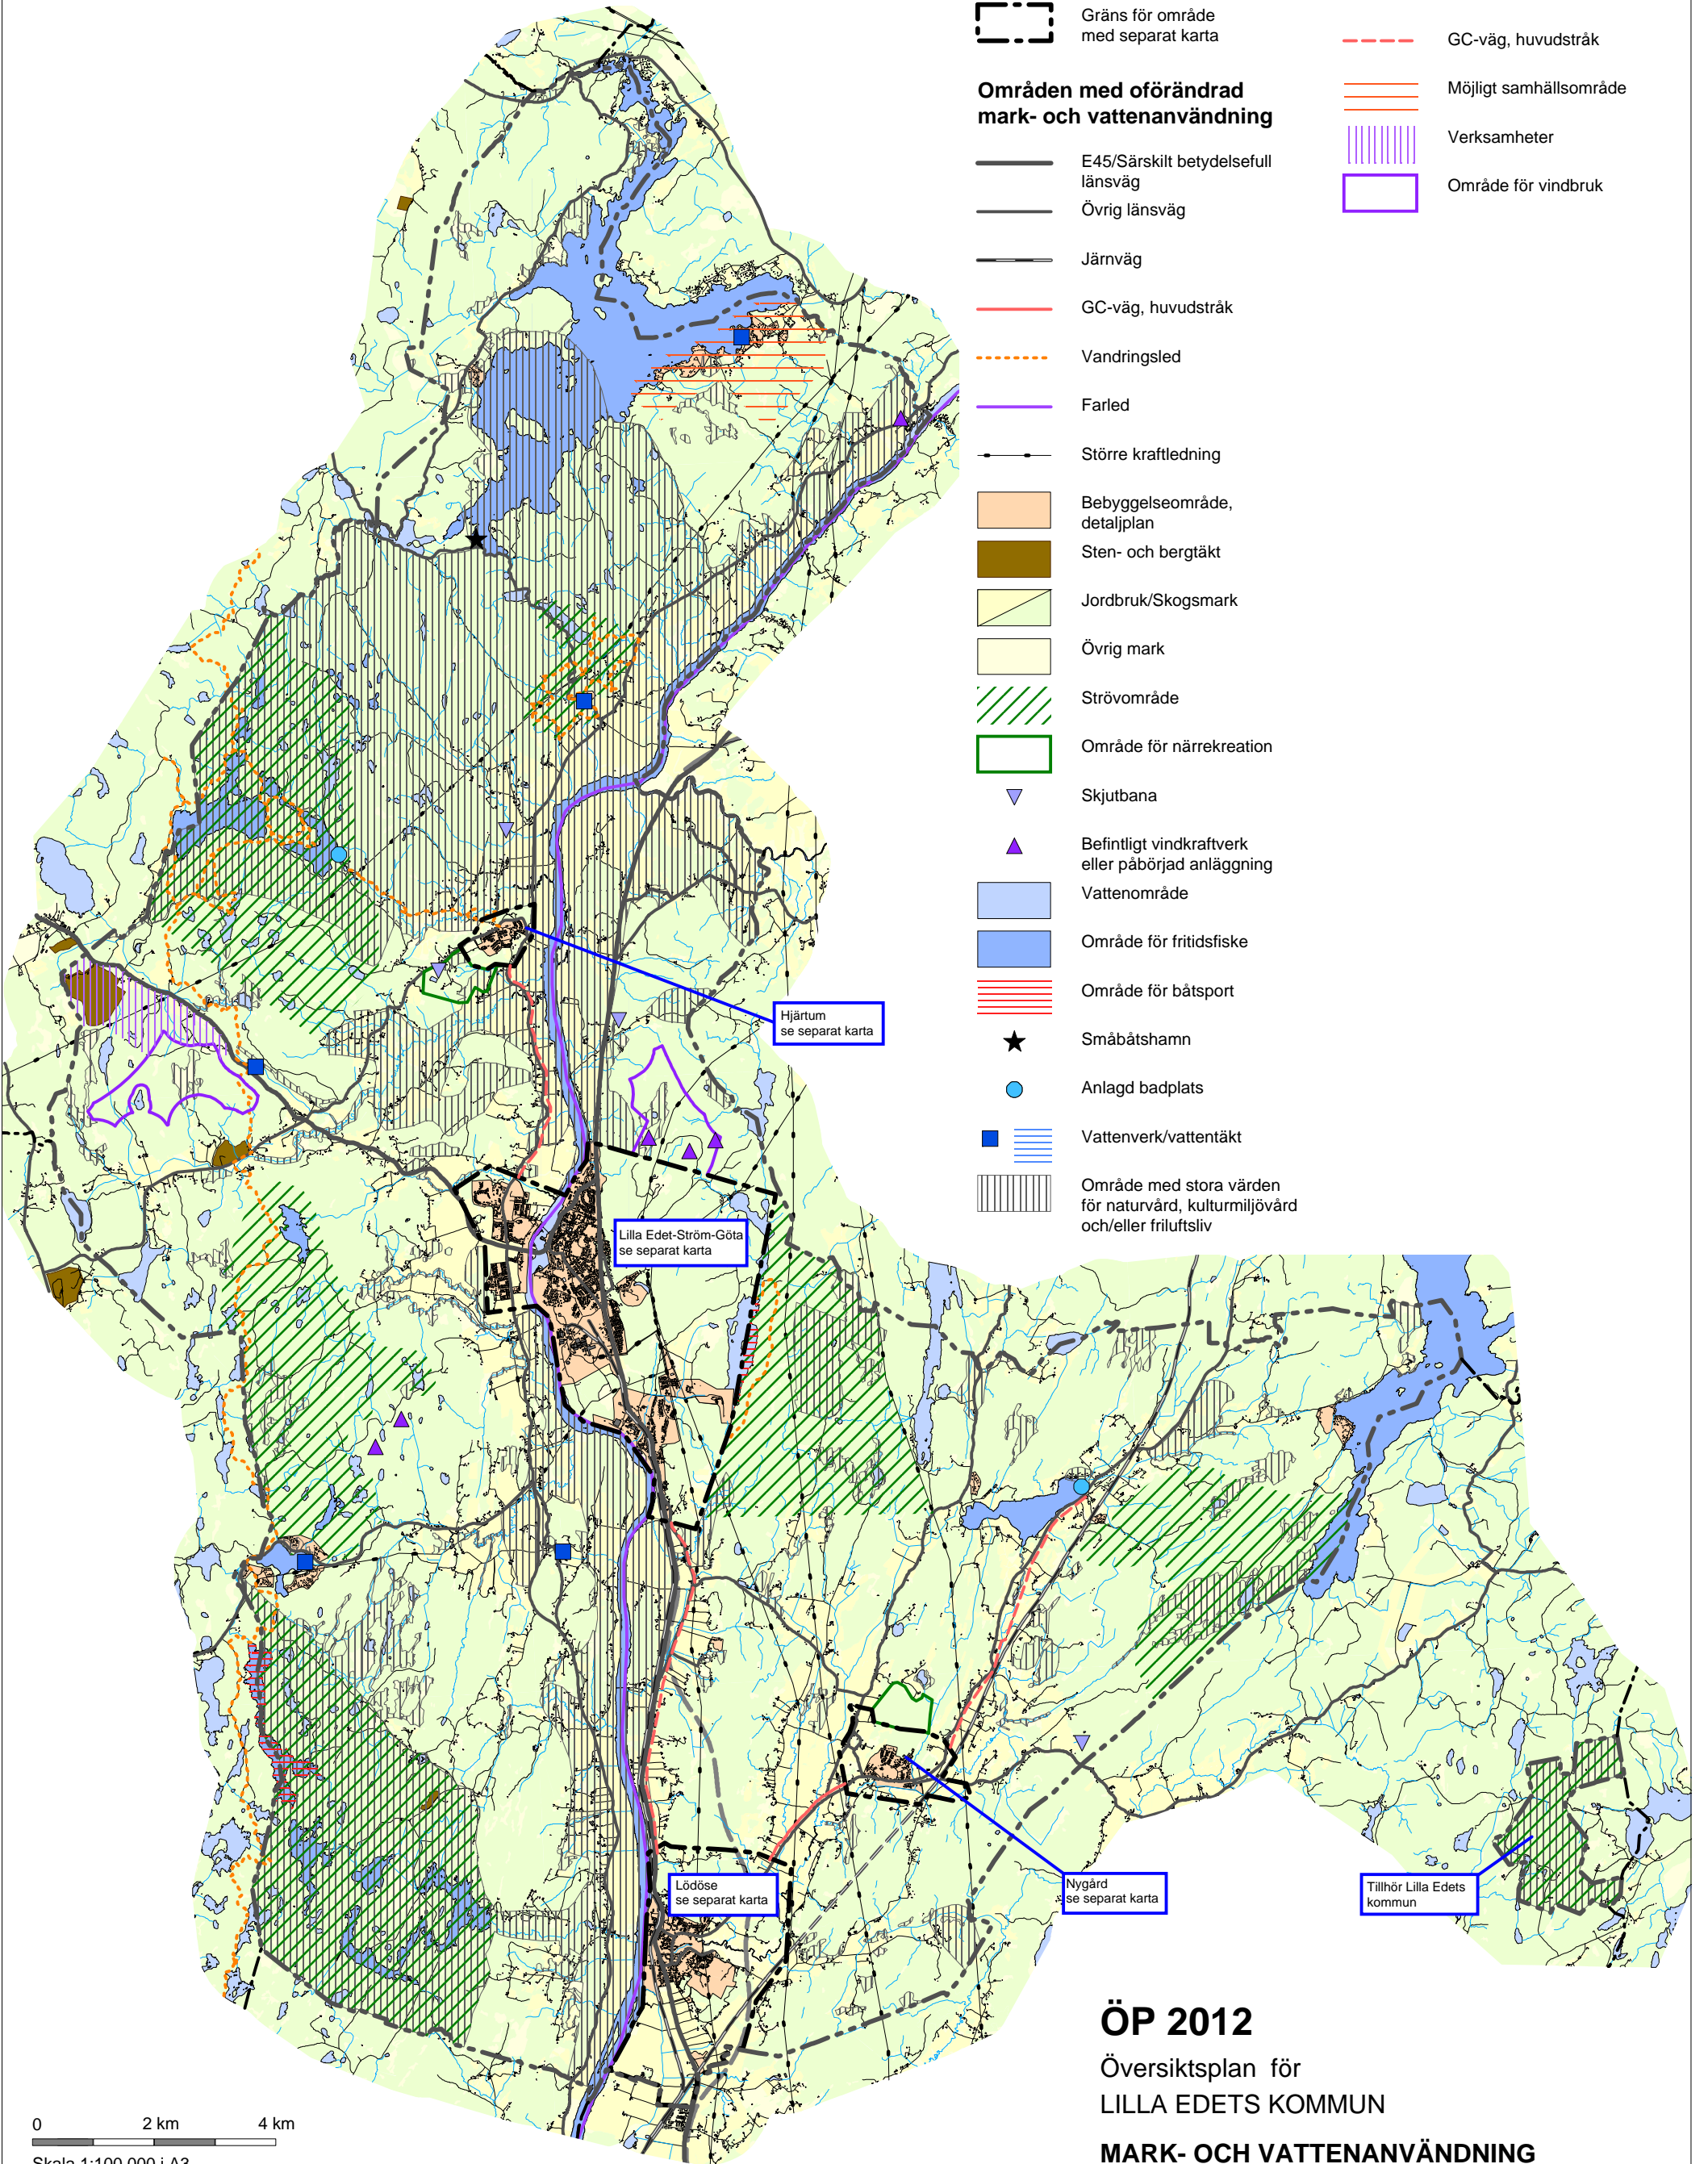 Gräns för område
med separat karta
Områden med oförändrad
mark- och vattenanvändning
E45/Särskilt betydelsefull
länsväg
Övrig länsväg
Järnväg
GC-väg, huvudstråk
Vandringsled
Farled
Större kraftledning
Bebyggelseområde,
detaljplan
Sten- och bergtäkt
Jordbruk/Skogsmark
Övrig mark
Strövområde
Område för närrekreation
Skjutbana
Befintligt vindkraftverk
eller påbörjad anläggning
Vattenområde
Område för fritidsfiske
Område för båtsport
Småbåtshamn
Anlagd badplats
Vattenverk/vattentäkt
Område med stora värden
för naturvård, kulturmiljövård
och/eller friluftsliv
GC-väg, huvudstråk
Möjligt samhällsområde
Verksamheter
Område för vindbruk
Hjärtum
se separat karta
Lilla Edet-Ström-Göta
se separat karta
Lödöse
se separat karta
Nygård
se separat karta
Tillhör Lilla Edets
kommun
0 2 km 4 km
Skala 1:100 000 i A3
ÖP 2012
Översiktsplan för
LILLA EDETS KOMMUN
MARK- OCH VATTENANVÄNDNING